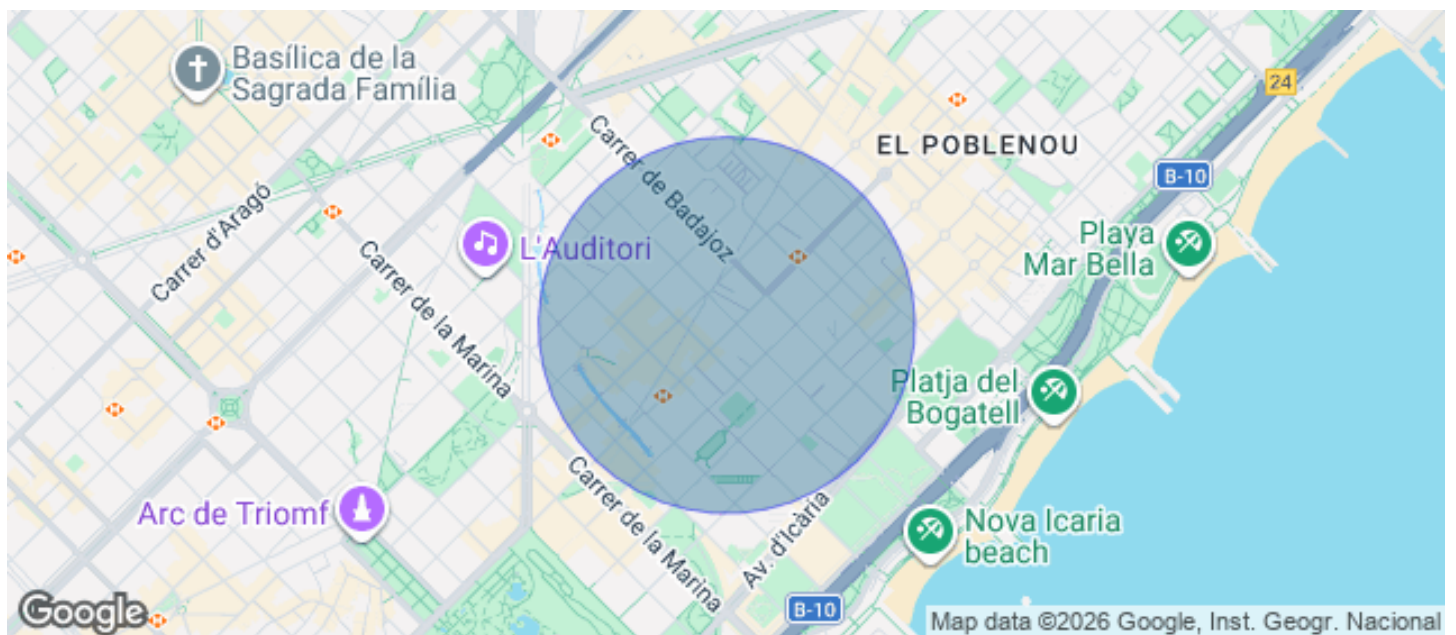 Basílica de la
Sagrada Família
24
Carrer de Badajoz
EL POBLENOU
B-10
Carrer d'Aragó
L'Auditori
Playa
Mar Bella
Carrer de la Marina
Platja del
Bogatell
Arc de Triomf
Carrer de la Marina
Av. d'Icària
Nova Icaria
beach
B-10
Google
Map data ©2026 Google, Inst. Geogr. Nacional